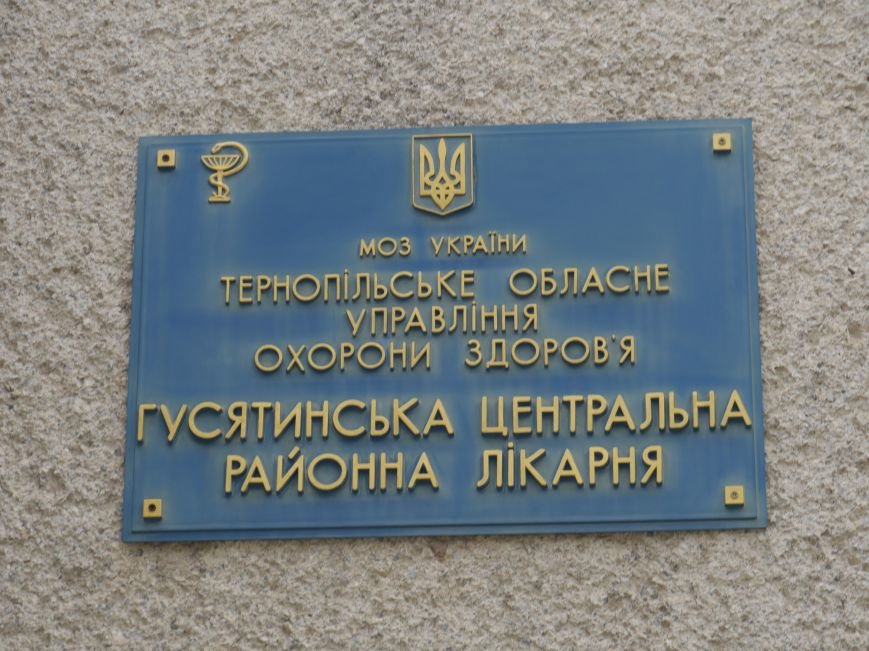 МОЗ УКРАЇНИ
ТЕРНОПІЛЬСЬКЕ ОБЛАСНЕ
УПРАВЛІННЯ
ОХОРОНИ ЗДОРОВ'Я
ГУСЯТИНСЬКА ЦЕНТРАЛЬНА
РАЙОННА ЛІКАРНЯ